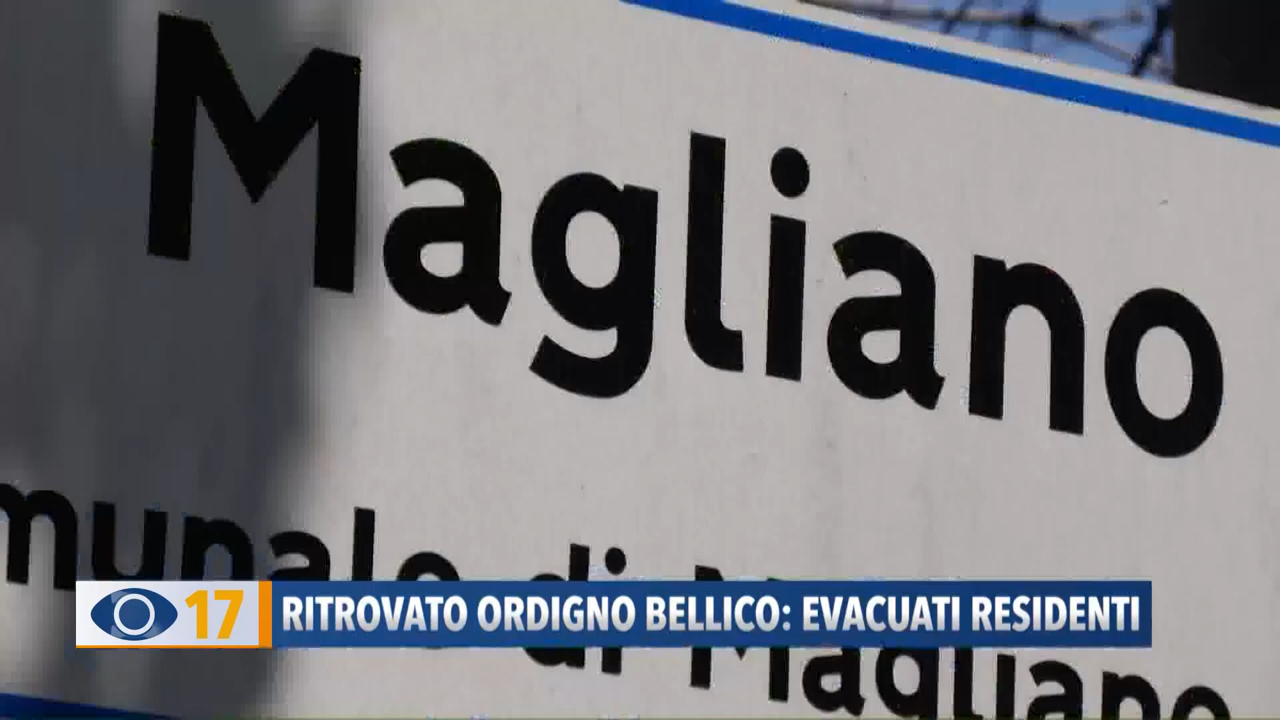 Magliano
munale di Magliano
17 RITROVATO ORDIGNO BELLICO: EVACUATI RESIDENTI